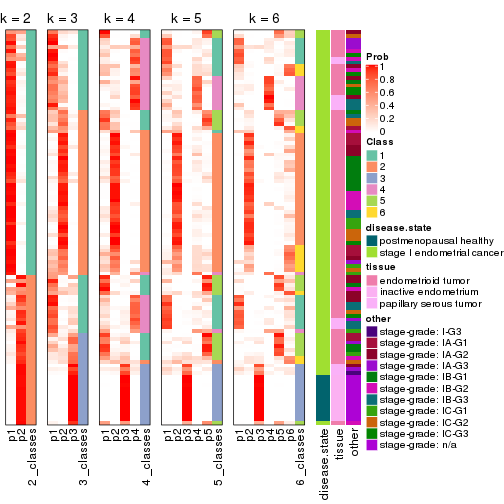 k = 2 k = 3 k = 4 k = 5 k = 6
Prob
1
0.8
0.6
0.4
0.2
0
Class
1
2
3
4
5
6
disease.state
postmenopausal healthy
stage I endometrial cancer
tissue
endometrioid tumor
inactive endometrium
papillary serous tumor
other
stage-grade: I-G3
stage-grade: IA-G1
stage-grade: IA-G2
stage-grade: IA-G3
stage-grade: IB-G1
stage-grade: IB-G2
stage-grade: IB-G3
stage-grade: IC-G1
stage-grade: IC-G2
stage-grade: IC-G3
stage-grade: n/a
p1 p2 2_classes p1 p2 p3 3_classes p1 p2 p3 p4 4_classes p1 p2 p3 p4 p5 5_classes p1 p2 p3 p4 p5 p6 6_classes disease.state tissue other